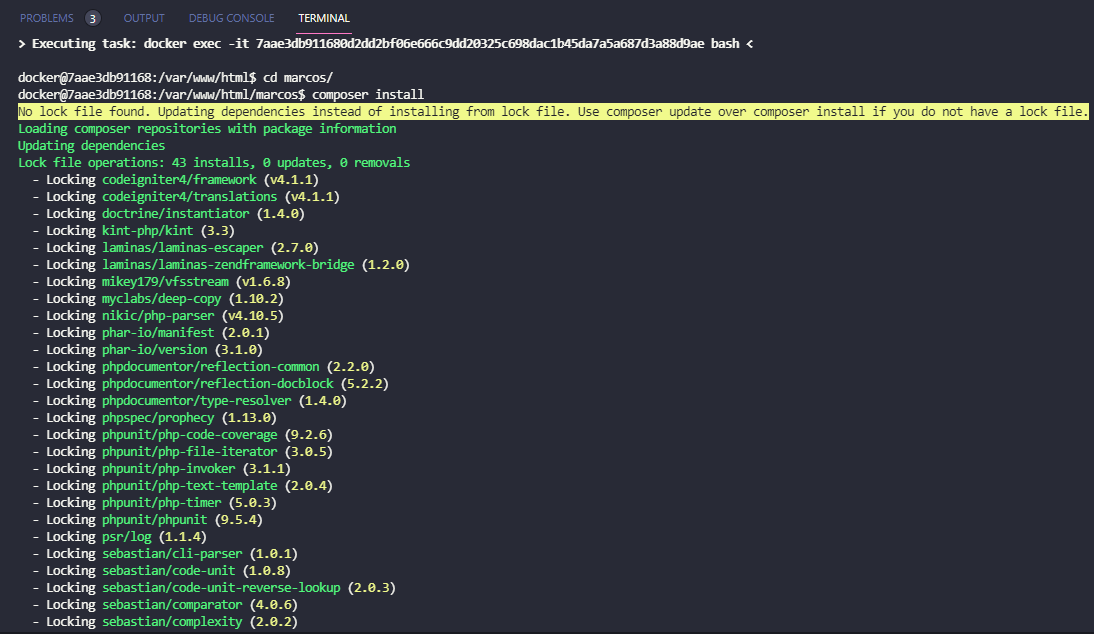 PROBLEMS 3 OUTPUT DEBUG CONSOLE TERMINAL
> Executing task: docker exec -it 7aae3db911680d2dd2bf06e666c9dd20325c698dac1b45da7a5a687d3a88d9ae bash <
docker@7aae3db91168:/var/www/html$ cd marcos/
docker@7aae3db91168:/var/www/html/marcos$ composer install
No lock file found. Updating dependencies instead of installing from lock file. Use composer update over composer install if you do not have a lock file.
Loading composer repositories with package information
Updating dependencies
Lock file operations: 43 installs, 0 updates, 0 removals
- Locking codeigniter4/framework (v4.1.1)
- Locking codeigniter4/translations (v4.1.1)
- Locking doctrine/instantiator (1.4.0)
- Locking kint-php/kint (3.3)
- Locking laminas/laminas-escaper (2.7.0)
- Locking laminas/laminas-zendframework-bridge (1.2.0)
- Locking mikey179/vfsstream (v1.6.8)
- Locking myclabs/deep-copy (1.10.2)
- Locking nikic/php-parser (v4.10.5)
- Locking phar-io/manifest (2.0.1)
- Locking phar-io/version (3.1.0)
- Locking phpdocumentor/reflection-common (2.2.0)
- Locking phpdocumentor/reflection-docblock (5.2.2)
- Locking phpdocumentor/type-resolver (1.4.0)
- Locking phpspec/prophecy (1.13.0)
- Locking phpunit/php-code-coverage (9.2.6)
- Locking phpunit/php-file-iterator (3.0.5)
- Locking phpunit/php-invoker (3.1.1)
- Locking phpunit/php-text-template (2.0.4)
- Locking phpunit/php-timer (5.0.3)
- Locking phpunit/phpunit (9.5.4)
- Locking psr/log (1.1.4)
- Locking sebastian/cli-parser (1.0.1)
- Locking sebastian/code-unit (1.0.8)
- Locking sebastian/code-unit-reverse-lookup (2.0.3)
- Locking sebastian/comparator (4.0.6)
- Locking sebastian/complexity (2.0.2)